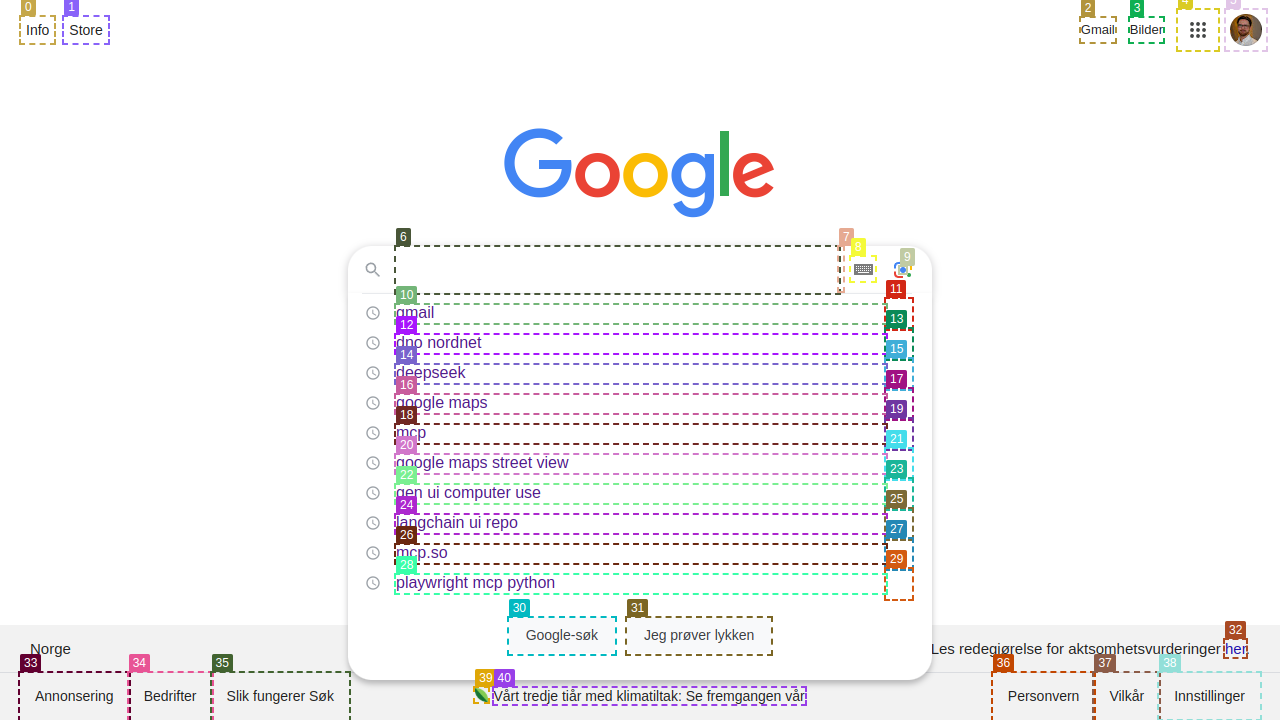 0 1 2 3 4 5
Info Store Gmail Bilder
Google
6 7 8 9
10 11
gmail
12 13
dno nordnet
14 15
deepseek
16 17
google maps
18 19
mcp
20 21
google maps street view
22 23
gen ui computer use
24 25
langchain ui repo
26 27
mcp.so
28 29
playwright mcp python
30 31
Google-søk Jeg prøver lykken
32
Norge Les redegjørelse for aktsomhetsvurderinger her
33 34 35 36 37 38
Annonsering Bedrifter Slik fungerer Søk Personvern Vilkår Innstillinger
39 40
Vårt tredje tiår med klimatiltak: Se fremgangen vår